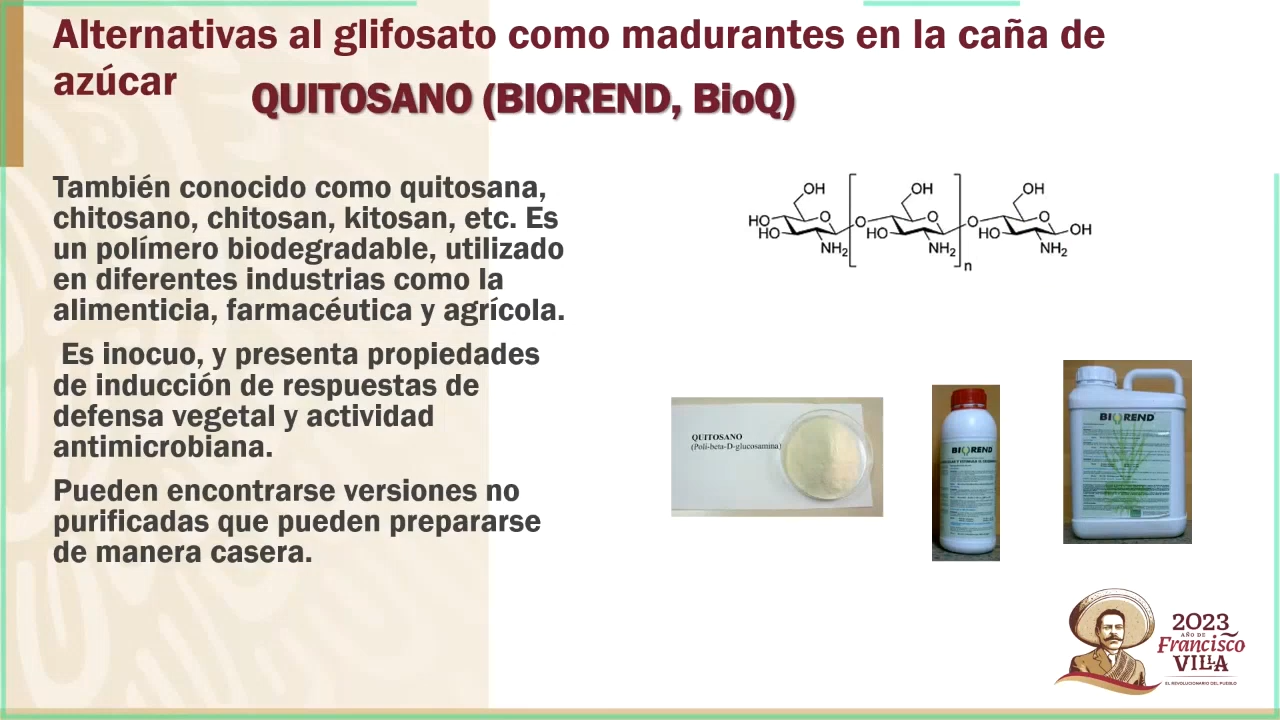 Alternativas al glifosato como madurantes en la caña de
azúcar
QUITOSANO (BIOREND, BioQ)
También conocido como quitosana,
chitosano, chitosan, kitosan, etc. Es
un polímero biodegradable, utilizado
en diferentes industrias como la
alimenticia, farmacéutica y agrícola.
Es inocuo, y presenta propiedades
de inducción de respuestas de
defensa vegetal y actividad
antimicrobiana.
Pueden encontrarse versiones no
purificadas que pueden prepararse
de manera casera.
OH OH OH
HO O O O O O OH
HO HO HO
NH2 NH2 NH2
n
QUITOSANO
(Poli-beta-D-glucosamina)
BIOREND
BIOREND
2023
AÑO DE
Francisco
VILLA
EL REVOLUCIONARIO DEL PUEBLO